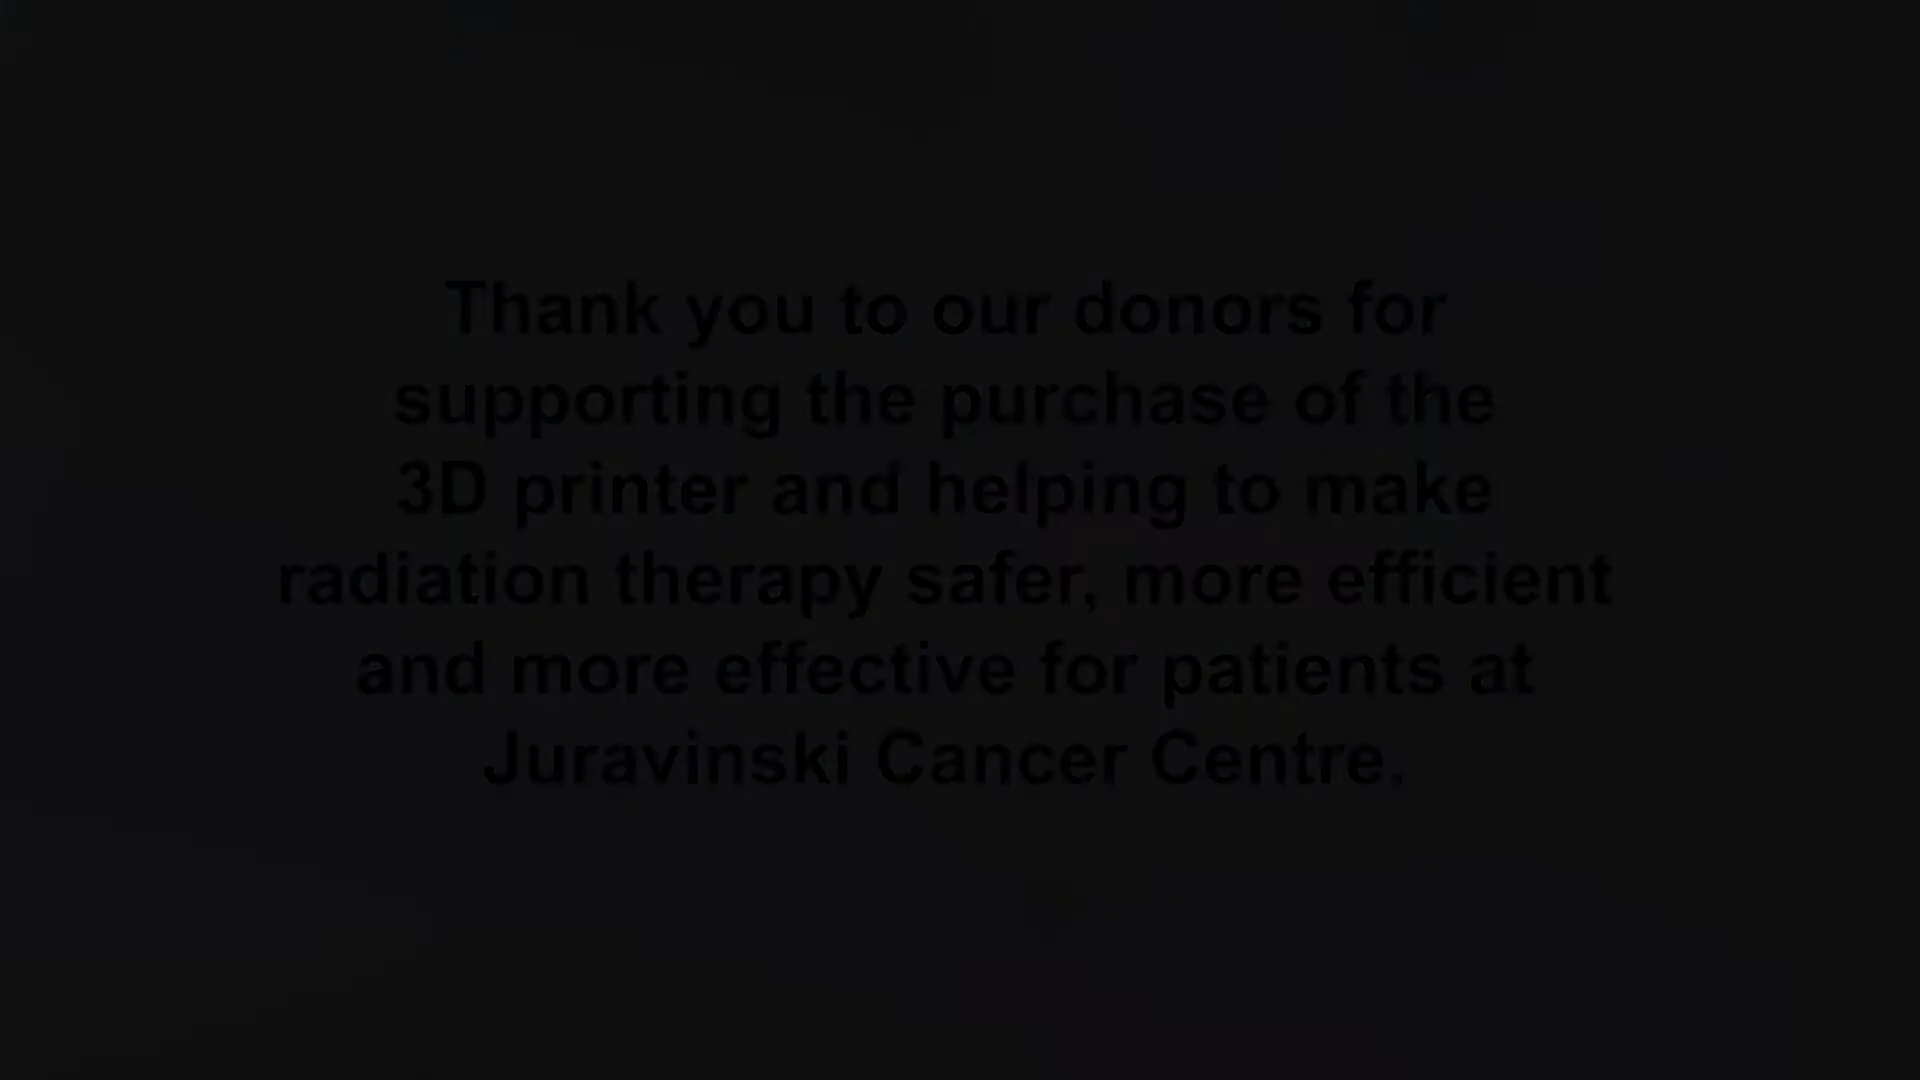 Thank you to our donors for
supporting the purchase of the
3D printer and helping to make
radiation therapy safer, more efficient
and more effective for patients at
Juravinski Cancer Centre.